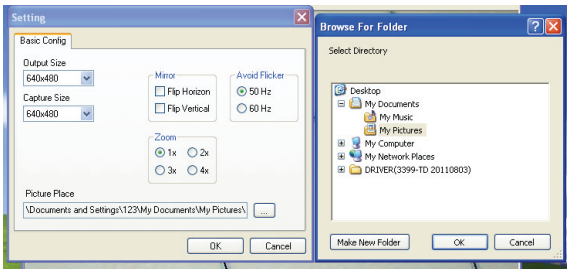 Setting
Basic Config
Output Size
640x480
Capture Size
640x480
Mirror
Flip Horizon
Flip Vertical
Avoid Flicker
50 Hz
60 Hz
Zoom
1x 2x
3x 4x
Picture Place
\Documents and Settings\123\My Documents\My Pictures\ ...
OK Cancel
Browse For Folder
Select Directory
Desktop
My Documents
My Music
My Pictures
My Computer
My Network Places
DRIVER(3399-TD 20110803)
Make New Folder OK Cancel